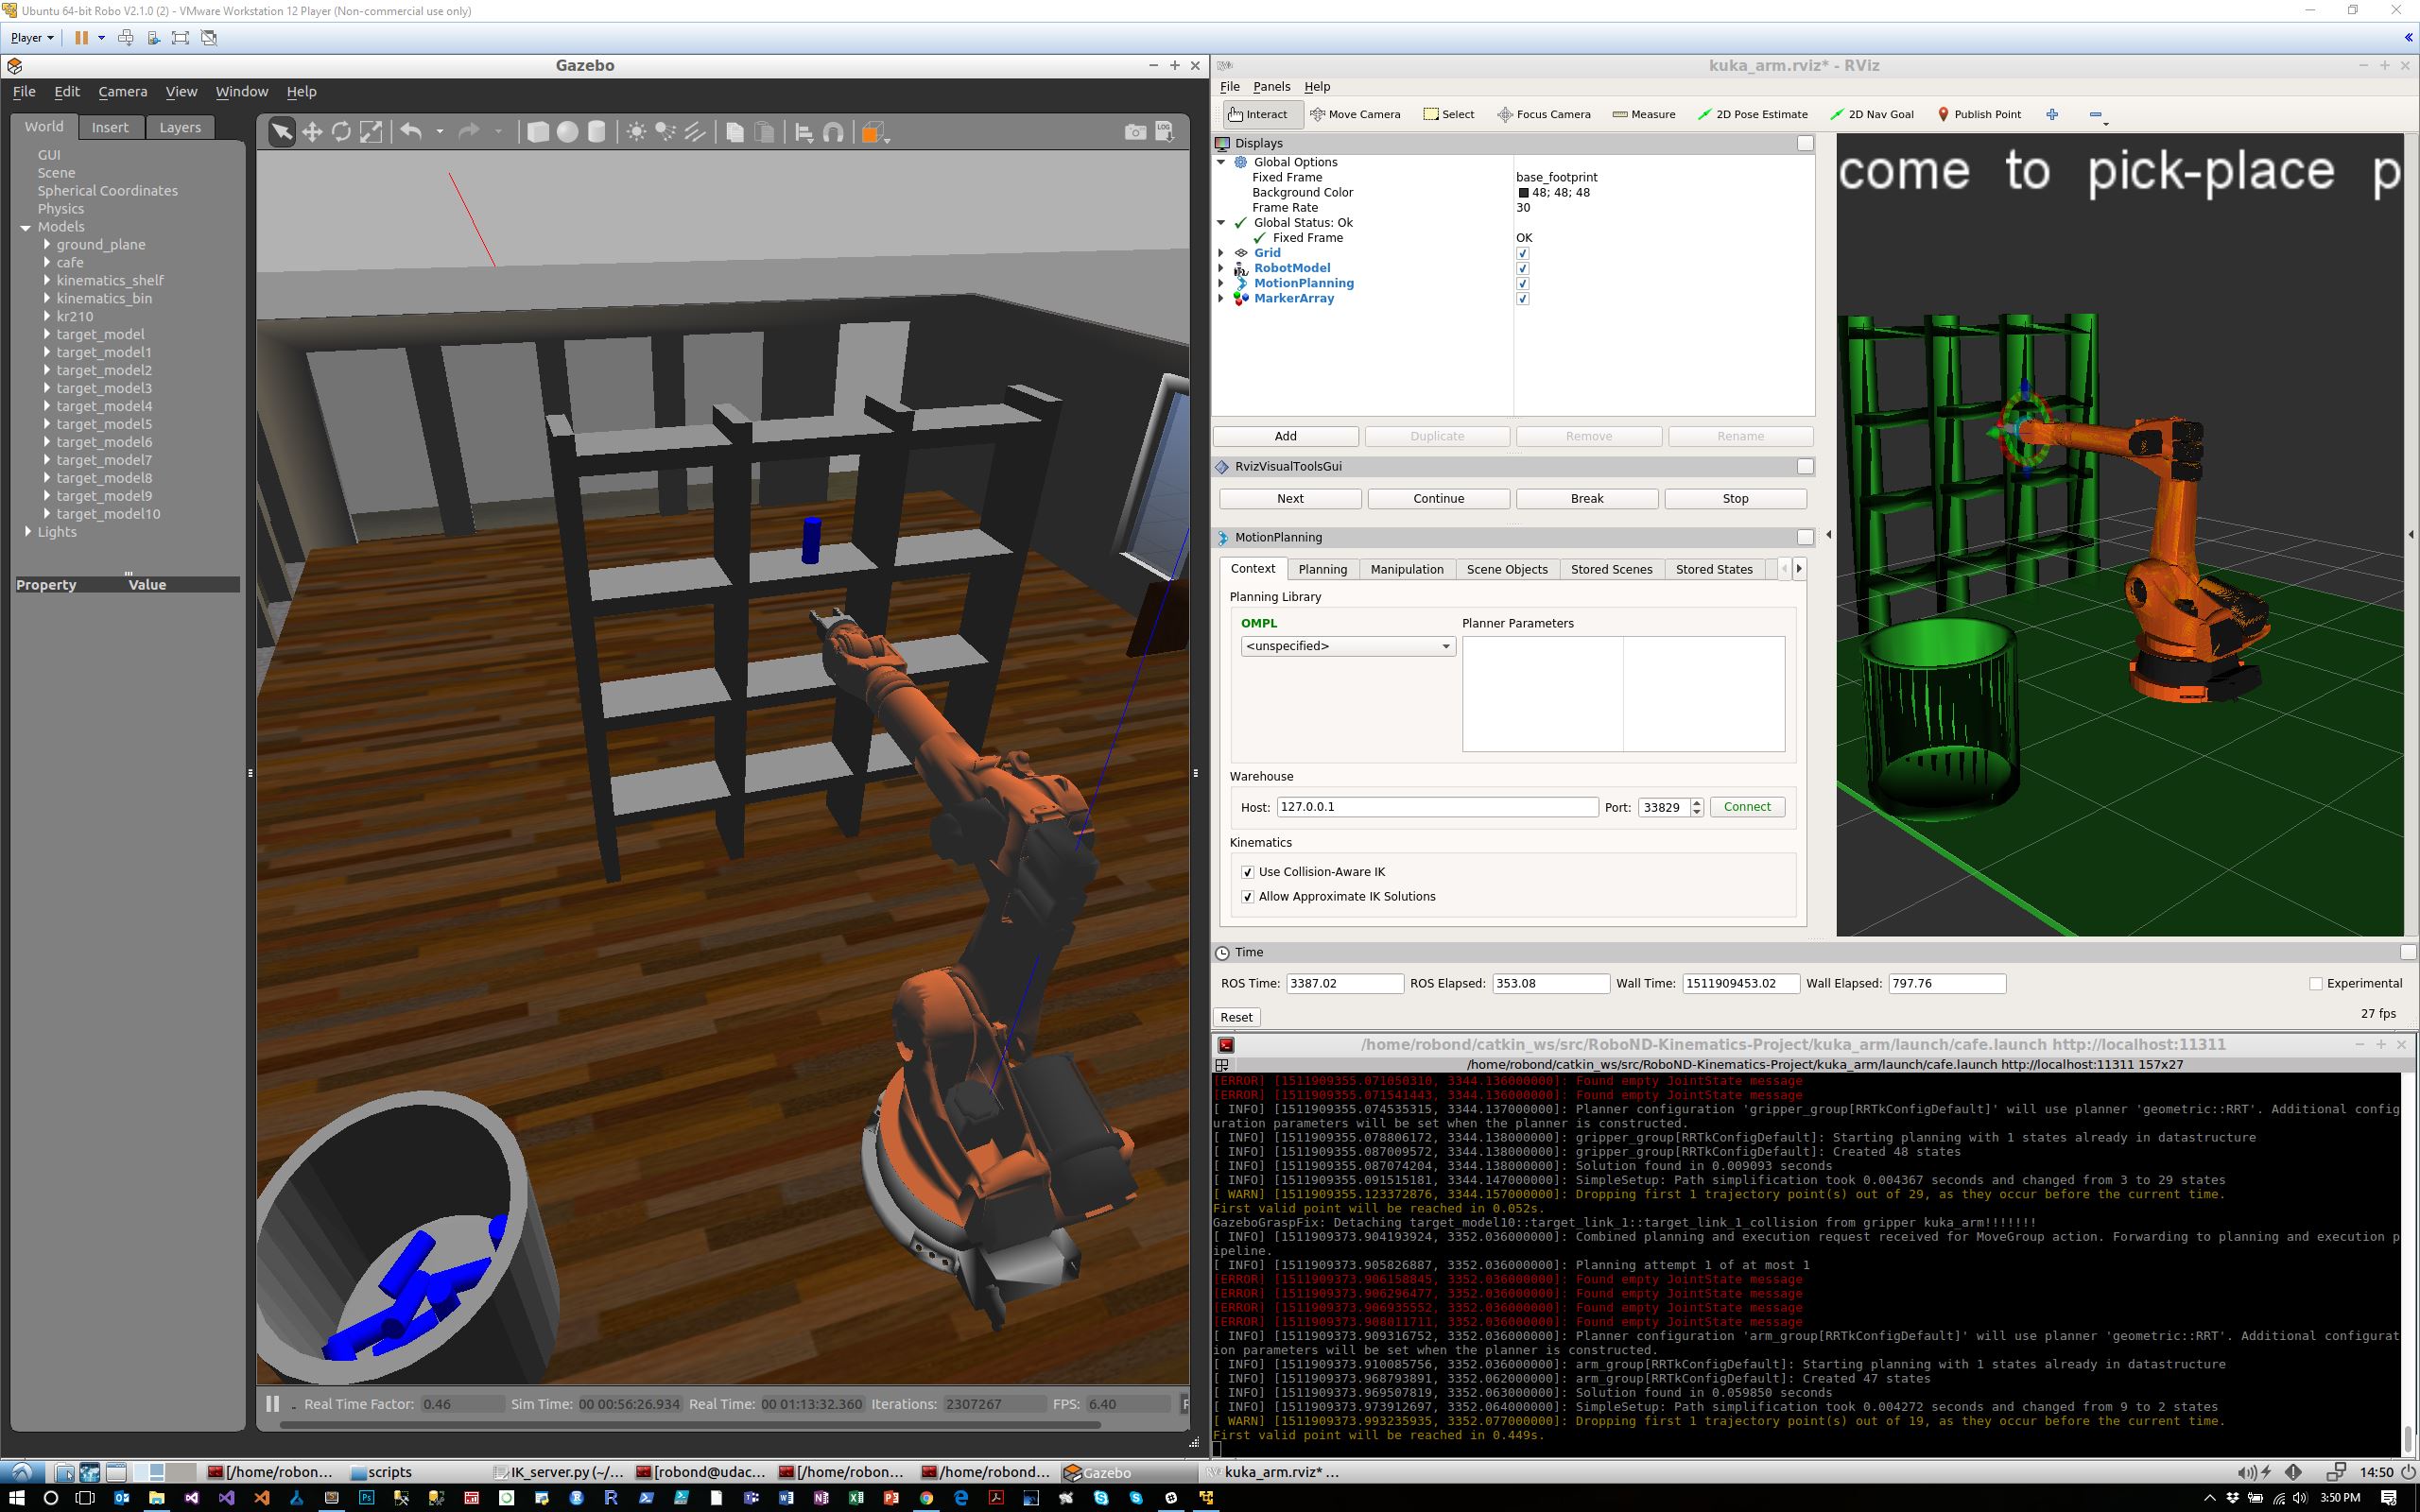 Ubuntu 64-bit Robo V2.1.0 (2) - VMware Workstation 12 Player (Non-commercial use only)
Player
Gazebo
File Edit Camera View Window Help
World Insert Layers
GUI
Scene
Spherical Coordinates
Physics
Models
ground_plane
cafe
kinematics_shelf
kinematics_bin
kr210
target_model
target_model1
target_model2
target_model3
target_model4
target_model5
target_model6
target_model7
target_model8
target_model9
target_model10
Lights
Property Value
Real Time Factor: 0.46 Sim Time: 00 00:56:26.934 Real Time: 00 01:13:32.360 Iterations: 2307267 FPS: 6.40
kuka_arm.rviz* - RViz
File Panels Help
Interact Move Camera Select Focus Camera Measure 2D Pose Estimate 2D Nav Goal Publish Point
Displays
Global Options
Fixed Frame base_footprint
Background Color 48; 48; 48
Frame Rate 30
Global Status: Ok
Fixed Frame OK
Grid
RobotModel
MotionPlanning
MarkerArray
Add Duplicate Remove Rename
RvizVisualToolsGui
Next Continue Break Stop
MotionPlanning
Context Planning Manipulation Scene Objects Stored Scenes Stored States
Planning Library
OMPL Planner Parameters
<unspecified>
Warehouse
Host: 127.0.0.1 Port: 33829 Connect
Kinematics
Use Collision-Aware IK
Allow Approximate IK Solutions
come to pick-place p
Time
ROS Time: 3387.02 ROS Elapsed: 353.08 Wall Time: 1511909453.02 Wall Elapsed: 797.76 Experimental
Reset 27 fps
/home/robond/catkin_ws/src/RoboND-Kinematics-Project/kuka_arm/launch/cafe.launch http://localhost:11311
/home/robond/catkin_ws/src/RoboND-Kinematics-Project/kuka_arm/launch/cafe.launch http://localhost:11311 157x27
[ERROR] [1511909355.071050310, 3344.136000000]: Found empty JointState message
[ERROR] [1511909355.071541443, 3344.136000000]: Found empty JointState message
[ INFO] [1511909355.074535315, 3344.137000000]: Planner configuration 'gripper_group[RRTkConfigDefault]' will use planner 'geometric::RRT'. Additional config
uration parameters will be set when the planner is constructed.
[ INFO] [1511909355.078806172, 3344.138000000]: gripper_group[RRTkConfigDefault]: Starting planning with 1 states already in datastructure
[ INFO] [1511909355.087009572, 3344.138000000]: gripper_group[RRTkConfigDefault]: Created 48 states
[ INFO] [1511909355.087074204, 3344.138000000]: Solution found in 0.009093 seconds
[ INFO] [1511909355.091515181, 3344.147000000]: SimpleSetup: Path simplification took 0.004367 seconds and changed from 3 to 29 states
[ WARN] [1511909355.123372876, 3344.157000000]: Dropping first 1 trajectory point(s) out of 29, as they occur before the current time.
First valid point will be reached in 0.052s.
GazeboGraspFix: Detaching target_model10::target_link_1::target_link_1_collision from gripper kuka_arm!!!!!!!
[ INFO] [1511909373.904193924, 3352.036000000]: Combined planning and execution request received for MoveGroup action. Forwarding to planning and execution p
ipeline.
[ INFO] [1511909373.905826887, 3352.036000000]: Planning attempt 1 of at most 1
[ERROR] [1511909373.906158845, 3352.036000000]: Found empty JointState message
[ERROR] [1511909373.906296477, 3352.036000000]: Found empty JointState message
[ERROR] [1511909373.906935552, 3352.036000000]: Found empty JointState message
[ERROR] [1511909373.908011711, 3352.036000000]: Found empty JointState message
[ INFO] [1511909373.909316752, 3352.036000000]: Planner configuration 'arm_group[RRTkConfigDefault]' will use planner 'geometric::RRT'. Additional configurat
ion parameters will be set when the planner is constructed.
[ INFO] [1511909373.910085756, 3352.036000000]: arm_group[RRTkConfigDefault]: Starting planning with 1 states already in datastructure
[ INFO] [1511909373.968793891, 3352.062000000]: arm_group[RRTkConfigDefault]: Created 47 states
[ INFO] [1511909373.969507819, 3352.063000000]: Solution found in 0.059850 seconds
[ INFO] [1511909373.973912697, 3352.064000000]: SimpleSetup: Path simplification took 0.004272 seconds and changed from 9 to 2 states
[ WARN] [1511909373.993235935, 3352.077000000]: Dropping first 1 trajectory point(s) out of 19, as they occur before the current time.
First valid point will be reached in 0.449s.
[/home/robon... scripts IK_server.py (~/... [robond@udac... [/home/robon... /home/robond... Gazebo kuka_arm.rviz* ... 14:50
3:50 PM